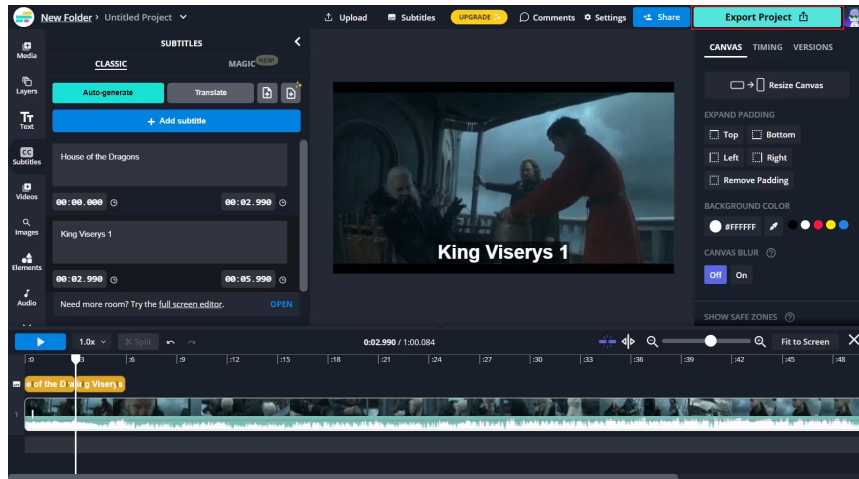 New Folder › Untitled Project
Upload
Subtitles
UPGRADE
Comments
Settings
Share
Export Project
Media
Layers
Tт
Text
CC
Subtitles
Videos
Images
Elements
Audio
SUBTITLES
CLASSIC
MAGIC NEW!
Auto-generate
Translate
+ Add subtitle
House of the Dragons
00:00.000
00:02.990
King Viserys 1
00:02.990
00:05.990
Need more room? Try the full screen editor.
OPEN
King Viserys 1
CANVAS TIMING VERSIONS
Resize Canvas
EXPAND PADDING
Top
Bottom
Left
Right
Remove Padding
BACKGROUND COLOR
#FFFFFF
CANVAS BLUR
Off
On
SHOW SAFE ZONES
1.0x
Split
0:02.990 / 1:00.084
Fit to Screen
:0 :3 :6 :9 :12 :15 :18 :21 :24 :27 :30 :33 :36 :39 :42 :45 :48
1